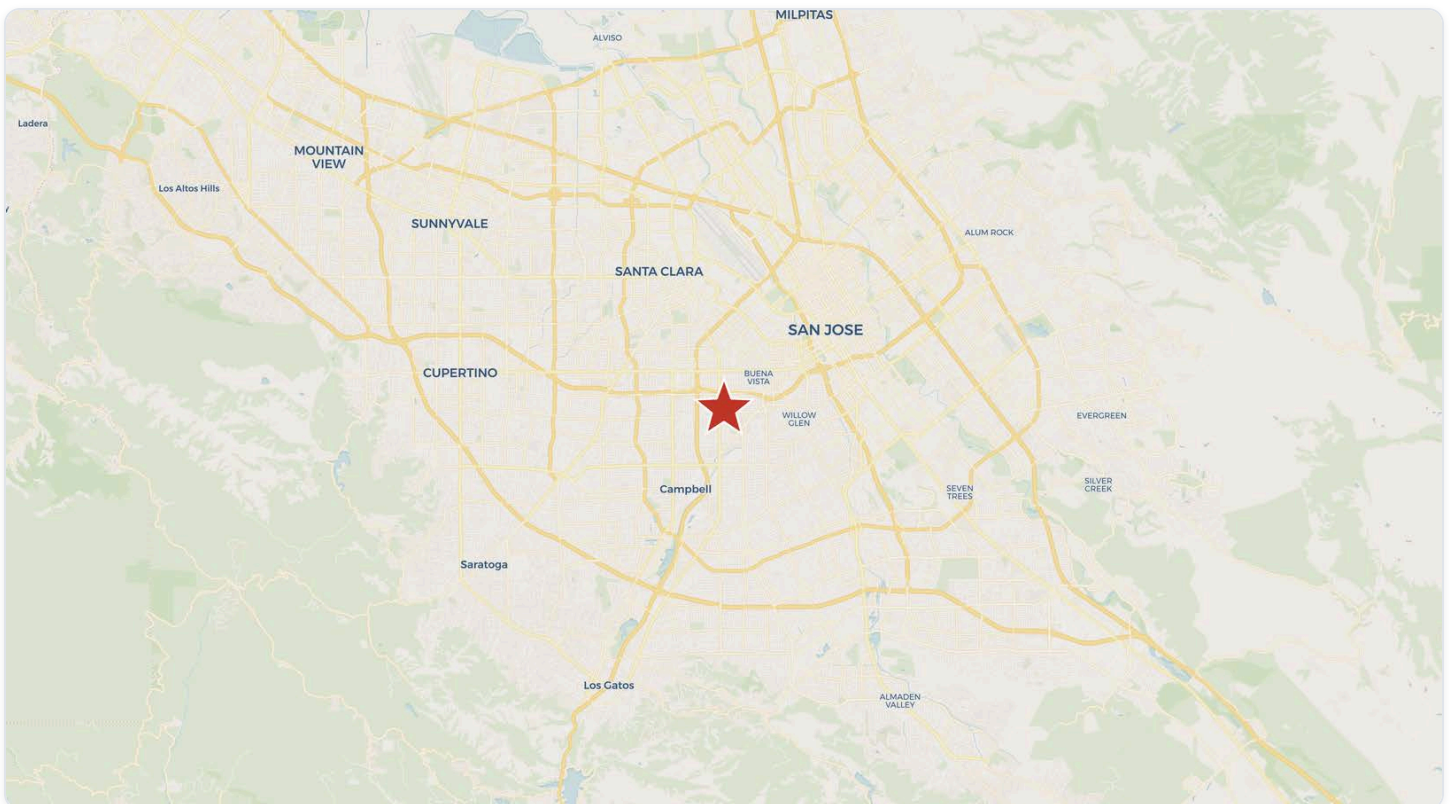 MILPITAS
ALVISO
Ladera
MOUNTAIN
VIEW
Los Altos Hills
SUNNYVALE
ALUM ROCK
SANTA CLARA
SAN JOSE
CUPERTINO
BUENA
VISTA
WILLOW
GLEN
EVERGREEN
Campbell
SEVEN
TREES
SILVER
CREEK
Saratoga
Los Gatos
ALMADEN
VALLEY